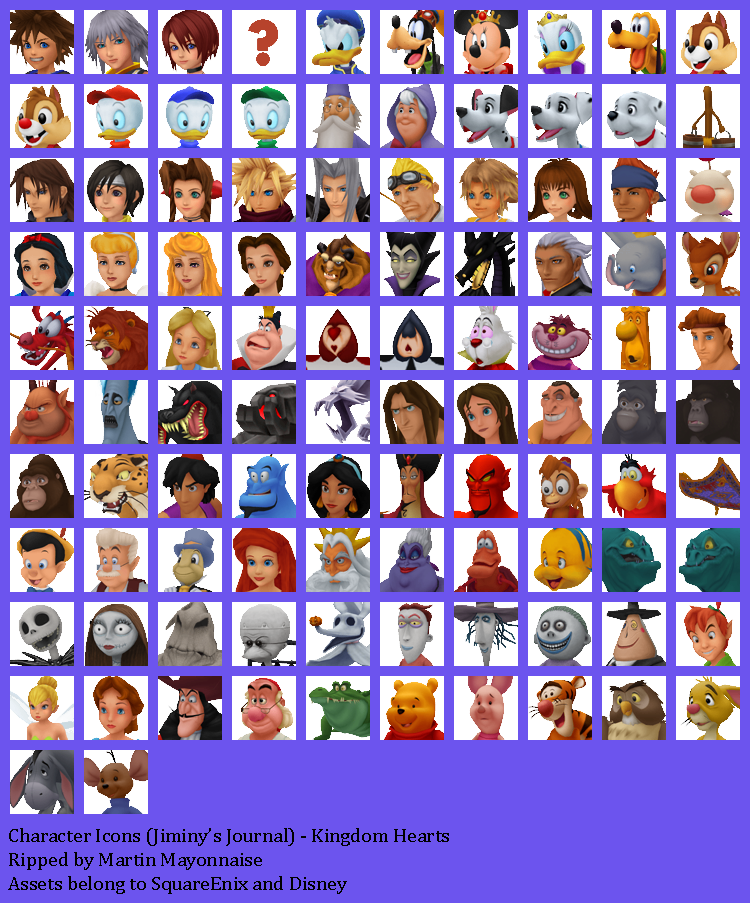 ?
Character Icons (Jiminy's Journal) - Kingdom Hearts
Ripped by Martin Mayonnaise
Assets belong to SquareEnix and Disney